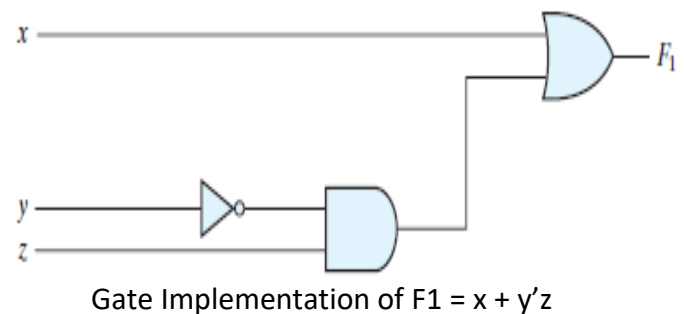 x
F₁
y
z
Gate Implementation of F1 = x + y’z